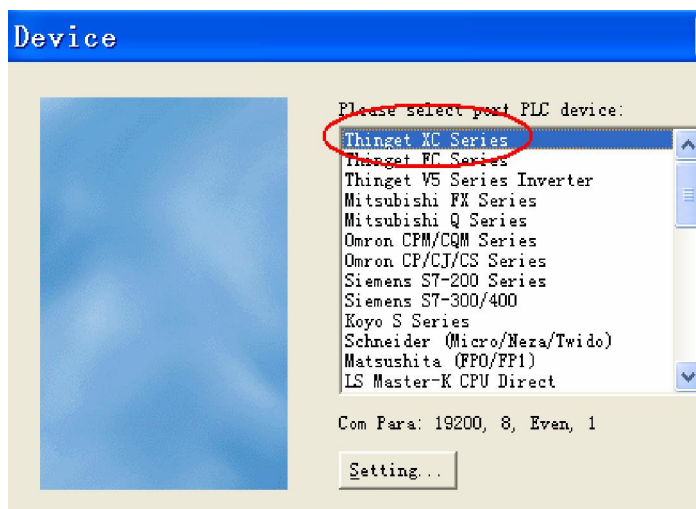 Device
Please select port PLC device:
Thinget XC Series
Thinget FC Series
Thinget V5 Series Inverter
Mitsubishi FX Series
Mitsubishi Q Series
Omron CPM/CQM Series
Omron CP/CJ/CS Series
Siemens S7-200 Series
Siemens S7-300/400
Koyo S Series
Schneider (Micro/Neza/Twido)
Matsushita (FP0/FP1)
LS Master-K CPU Direct
Com Para: 19200, 8, Even, 1
Setting...